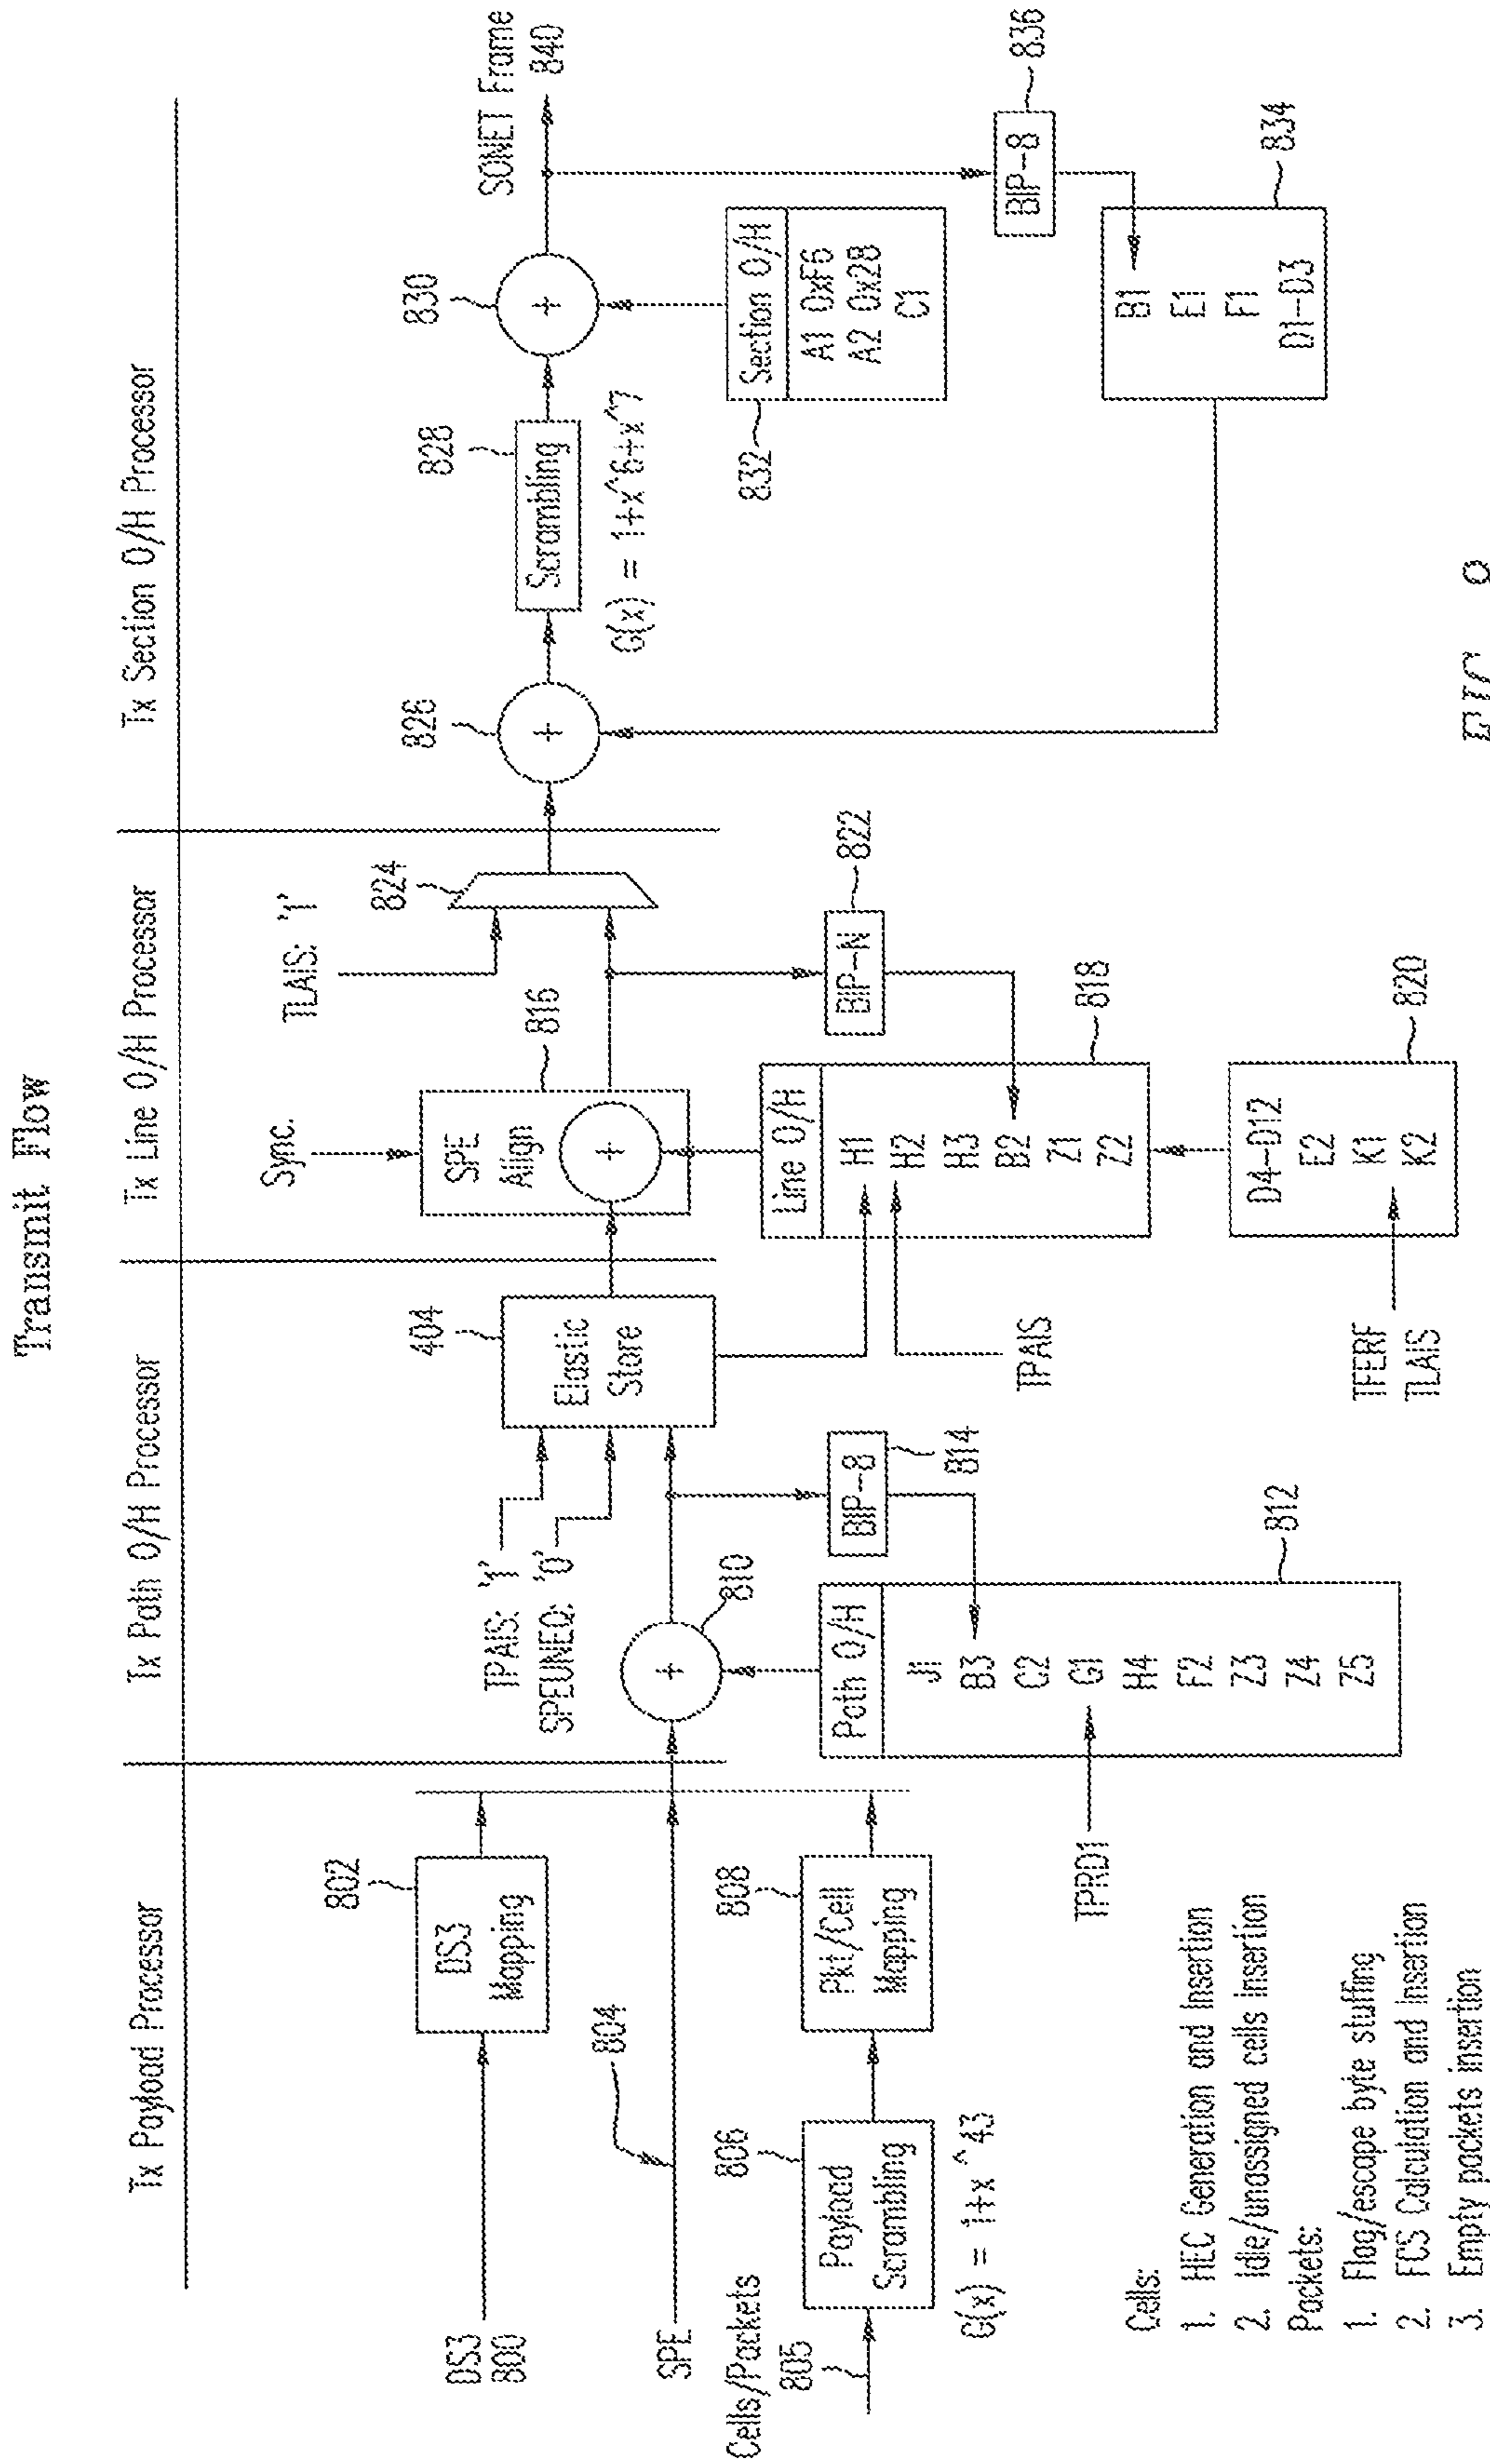 Transmit Flow
Tx Payload Processor
Tx Path O/H Processor
Tx Line O/H Processor
Tx Section O/H Processor
DS3
800
802
DS3
Mapping
SPE
804
Cells/Packets
805
806
Payload
Scrambling
G(x) = 1+x^43
808
Pkt/Cell
Mapping
Cells:
1. HEC Generation and Insertion
2. Idle/unassigned cells insertion
Packets:
1. Flag/escape byte stuffing
2. FCS Calculation and Insertion
3. Empty packets insertion
TPAIS: '1'
SPEUNEQ: '0'
+
810
404
Elastic
Store
BIP-8
814
Path O/H
J1
B3
C2
G1
H4
F2
Z3
Z4
Z5
812
TPRD1
Sync.
SPE
Align
+
816
TLAIS: '1'
824
BIP-N
822
Line O/H
H1
H2
H3
B2
Z1
Z2
818
TPAIS
D4-D12
E2
K1
K2
820
TFERF
TLAIS
826
+
828
Scrambling
G(x) = 1+x^6+x^7
830
+
SONET Frame
840
832
Section O/H
A1 0xF6
A2 0x28
C1
BIP-8
836
B1
E1
F1
D1-D3
834